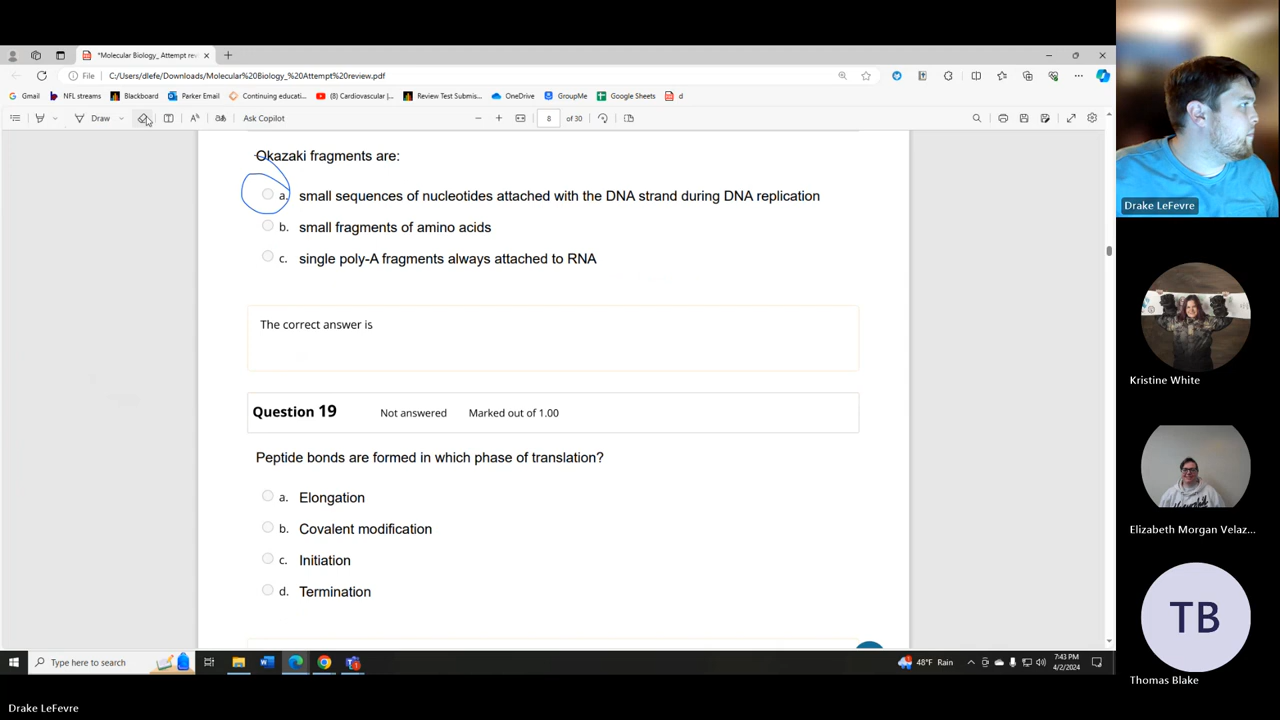 *Molecular Biology_ Attempt rev
File
C:/Users/dlefe/Downloads/Molecular%20Biology_%20Attempt%20review.pdf
Gmail
NFL streams
Blackboard
Parker Email
Continuing educati...
(8) Cardiovascular |...
Review Test Submis...
OneDrive
GroupMe
Google Sheets
d
Draw
Ask Copilot
8 of 30
Okazaki fragments are:
a. small sequences of nucleotides attached with the DNA strand during DNA replication
b. small fragments of amino acids
c. single poly-A fragments always attached to RNA
The correct answer is
Question 19 Not answered Marked out of 1.00
Peptide bonds are formed in which phase of translation?
a. Elongation
b. Covalent modification
c. Initiation
d. Termination
Type here to search
48°F Rain
7:43 PM
4/2/2024
Drake LeFevre
Kristine White
Elizabeth Morgan Velaz...
TB
Thomas Blake
Drake LeFevre